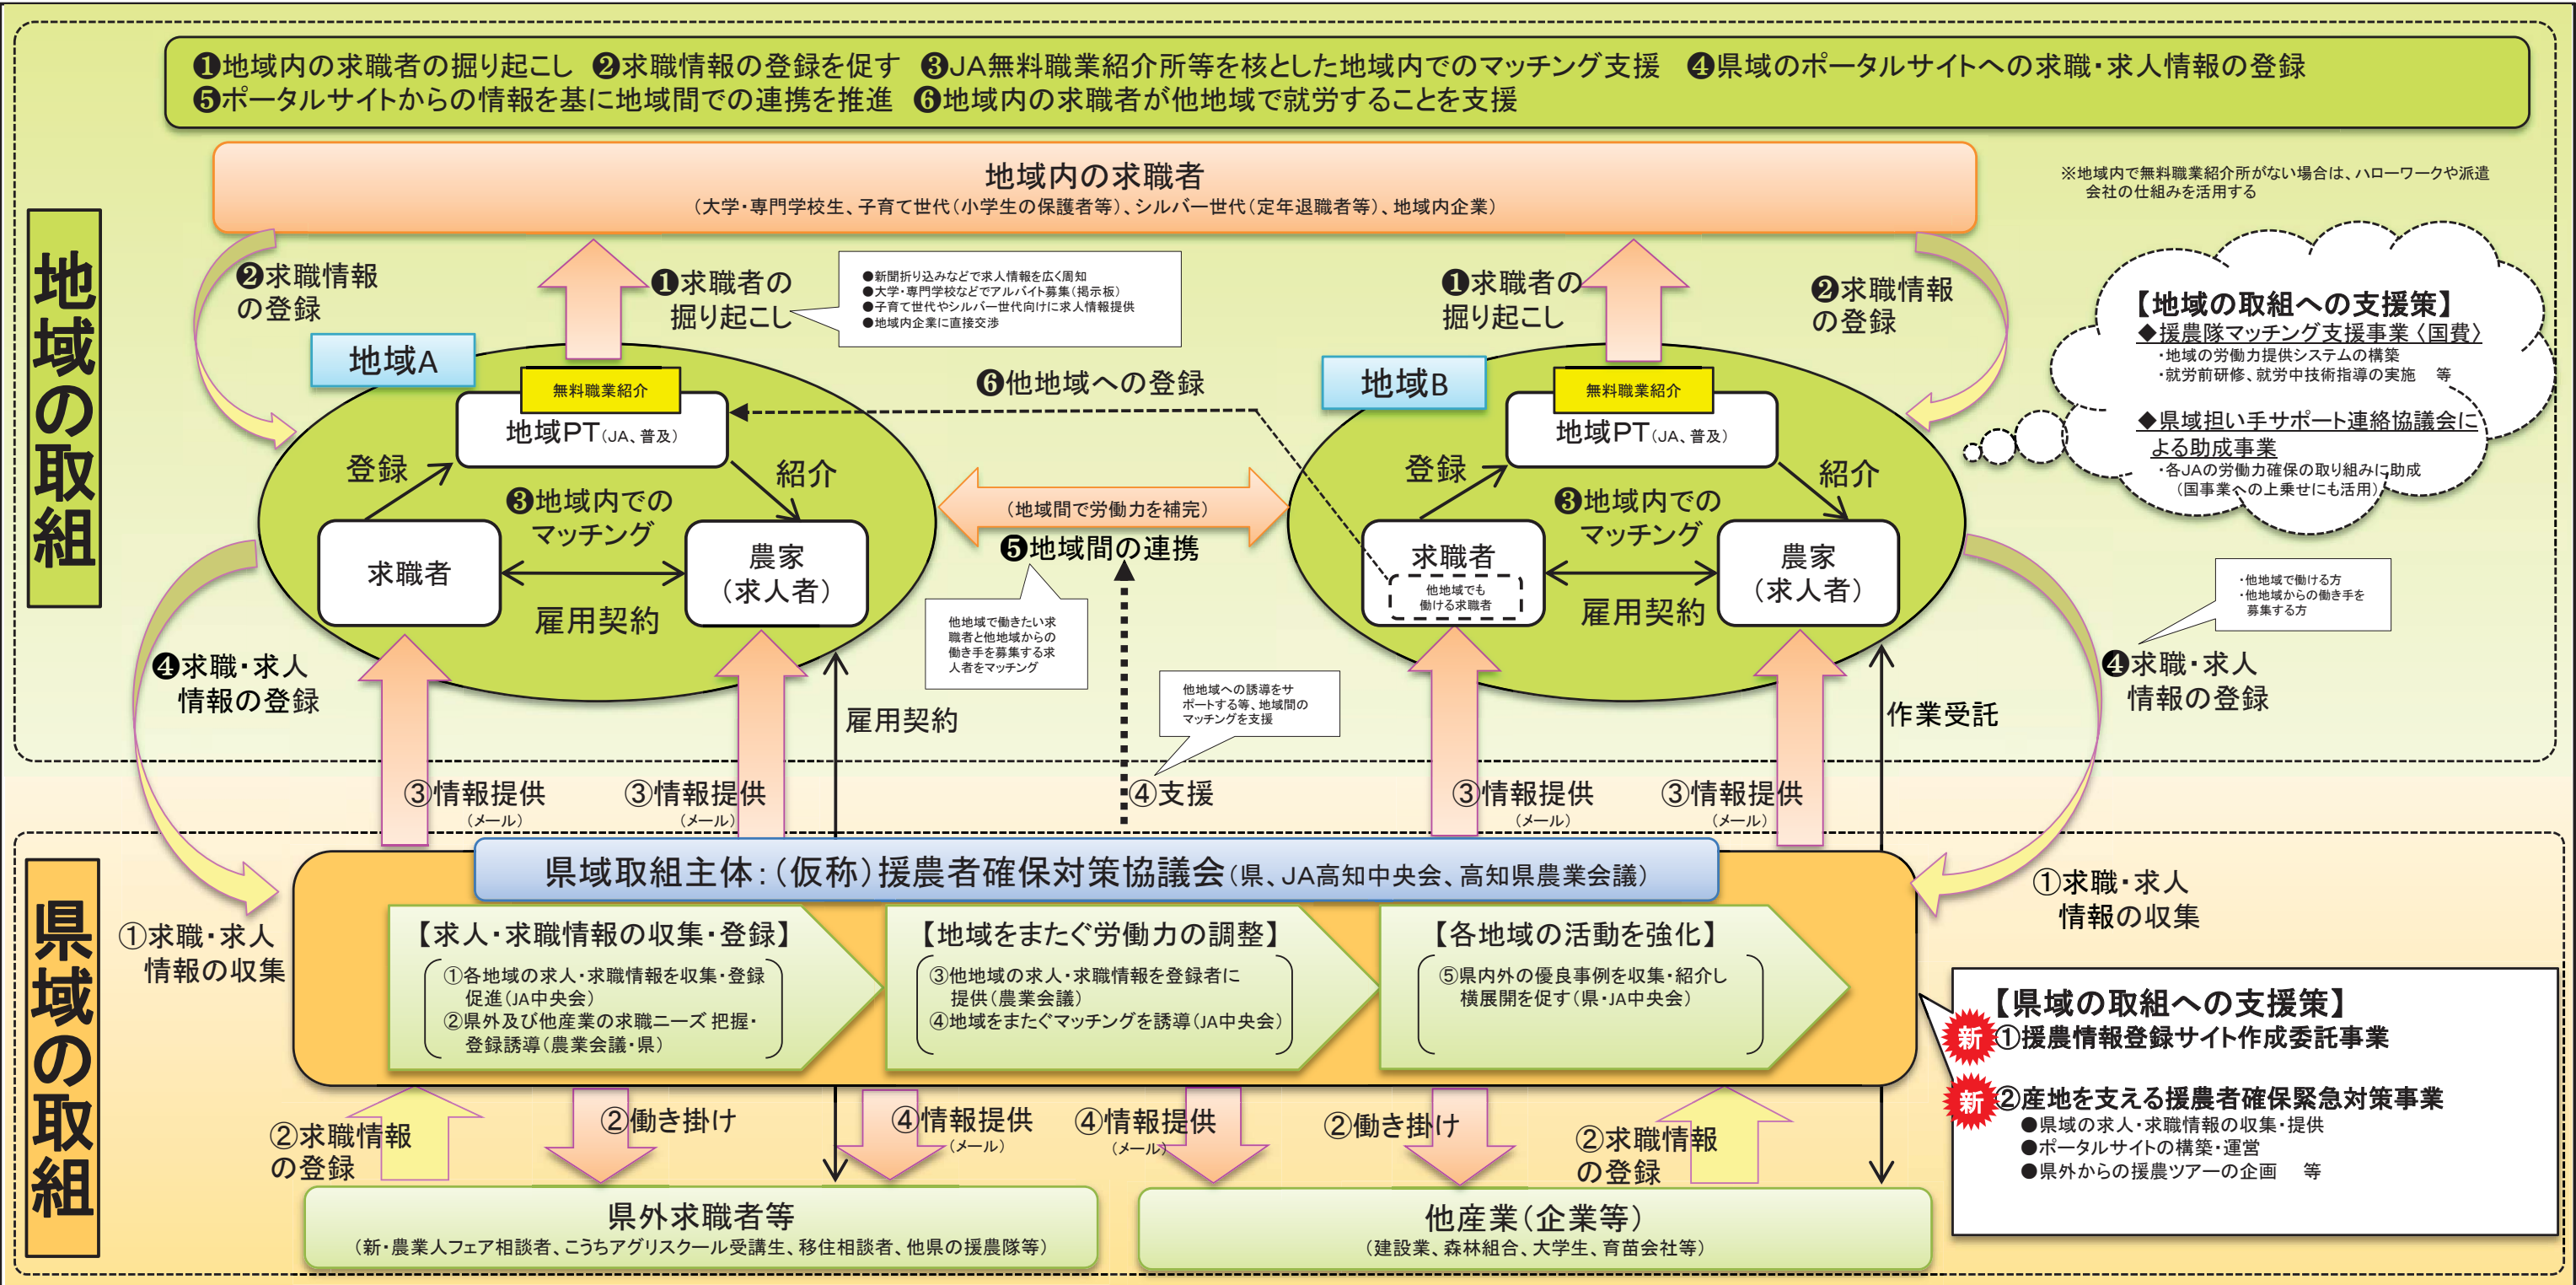 ❶地域内の求職者の掘り起こし ❷求職情報の登録を促す ❸JA無料職業紹介所等を核とした地域内でのマッチング支援 ❹県域のポータルサイトへの求職・求人情報の登録
❺ポータルサイトからの情報を基に地域間での連携を推進 ❻地域内の求職者が他地域で就労することを支援
地域の取組
地域内の求職者
(大学・専門学校生、子育て世代(小学生の保護者等)、シルバー世代(定年退職者等)、地域内企業)
※地域内で無料職業紹介所がない場合は、ハローワークや派遣
会社の仕組みを活用する
❷求職情報
の登録
❶求職者の
掘り起こし
●新聞折り込みなどで求人情報を広く周知
●大学・専門学校などでアルバイト募集(掲示板)
●子育て世代やシルバー世代向けに求人情報提供
●地域内企業に直接交渉
❶求職者の
掘り起こし
❷求職情報
の登録
【地域の取組への支援策】
◆援農隊マッチング支援事業〈国費〉
・地域の労働力提供システムの構築
・就労前研修、就労中技術指導の実施 等
◆県域担い手サポート連絡協議会に
よる助成事業
・各JAの労働力確保の取り組みに助成
(国事業への上乗せにも活用)
地域A
無料職業紹介
地域PT(JA、普及)
登録
紹介
❸地域内での
マッチング
求職者
農家
(求人者)
雇用契約
❻他地域への登録
(地域間で労働力を補完)
❺地域間の連携
他地域で働きたい求
職者と他地域からの
働き手を募集する求
人者をマッチング
地域B
無料職業紹介
地域PT(JA、普及)
登録
紹介
❸地域内での
マッチング
求職者
他地域でも
働ける求職者
農家
(求人者)
雇用契約
・他地域で働ける方
・他地域からの働き手を
募集する方
❹求職・求人
情報の登録
❹求職・求人
情報の登録
雇用契約
他地域への誘導をサ
ポートする等、地域間の
マッチングを支援
作業受託
③情報提供
(メール)
③情報提供
(メール)
④支援
③情報提供
(メール)
③情報提供
(メール)
県域の取組
県域取組主体:(仮称)援農者確保対策協議会(県、JA高知中央会、高知県農業会議)
①求職・求人
情報の収集
①求職・求人
情報の収集
【求人・求職情報の収集・登録】
①各地域の求人・求職情報を収集・登録
促進(JA中央会)
②県外及び他産業の求職ニーズ 把握・
登録誘導(農業会議・県)
【地域をまたぐ労働力の調整】
③他地域の求人・求職情報を登録者に
提供(農業会議)
④地域をまたぐマッチングを誘導(JA中央会)
【各地域の活動を強化】
⑤県内外の優良事例を収集・紹介し
横展開を促す(県・JA中央会)
【県域の取組への支援策】
新 ①援農情報登録サイト作成委託事業
新 ②産地を支える援農者確保緊急対策事業
●県域の求人・求職情報の収集・提供
●ポータルサイトの構築・運営
●県外からの援農ツアーの企画 等
②求職情報
の登録
②働き掛け
④情報提供
(メール)
④情報提供
(メール)
②働き掛け
②求職情報
の登録
県外求職者等
(新・農業人フェア相談者、こうちアグリスクール受講生、移住相談者、他県の援農隊等)
他産業(企業等)
(建設業、森林組合、大学生、育苗会社等)